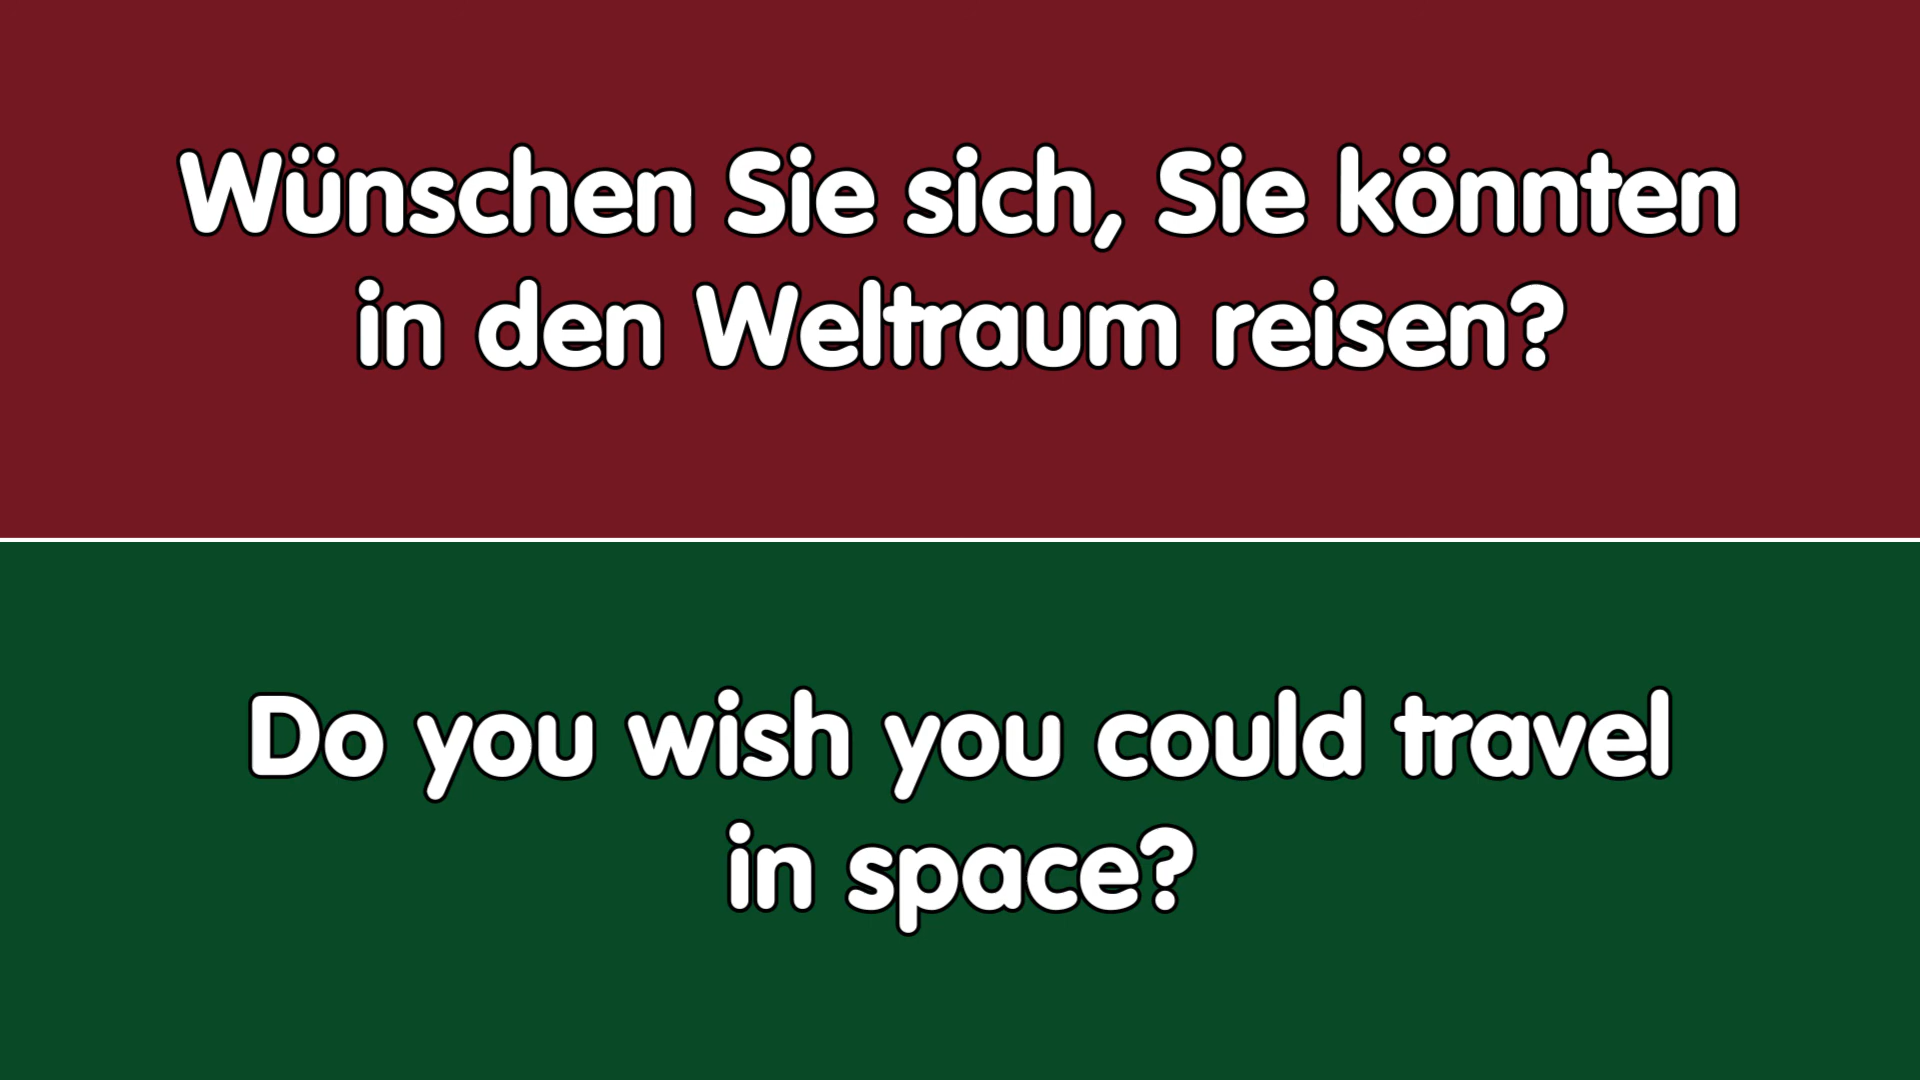 Wünschen Sie sich, Sie könnten
in den Weltraum reisen?
Do you wish you could travel
in space?